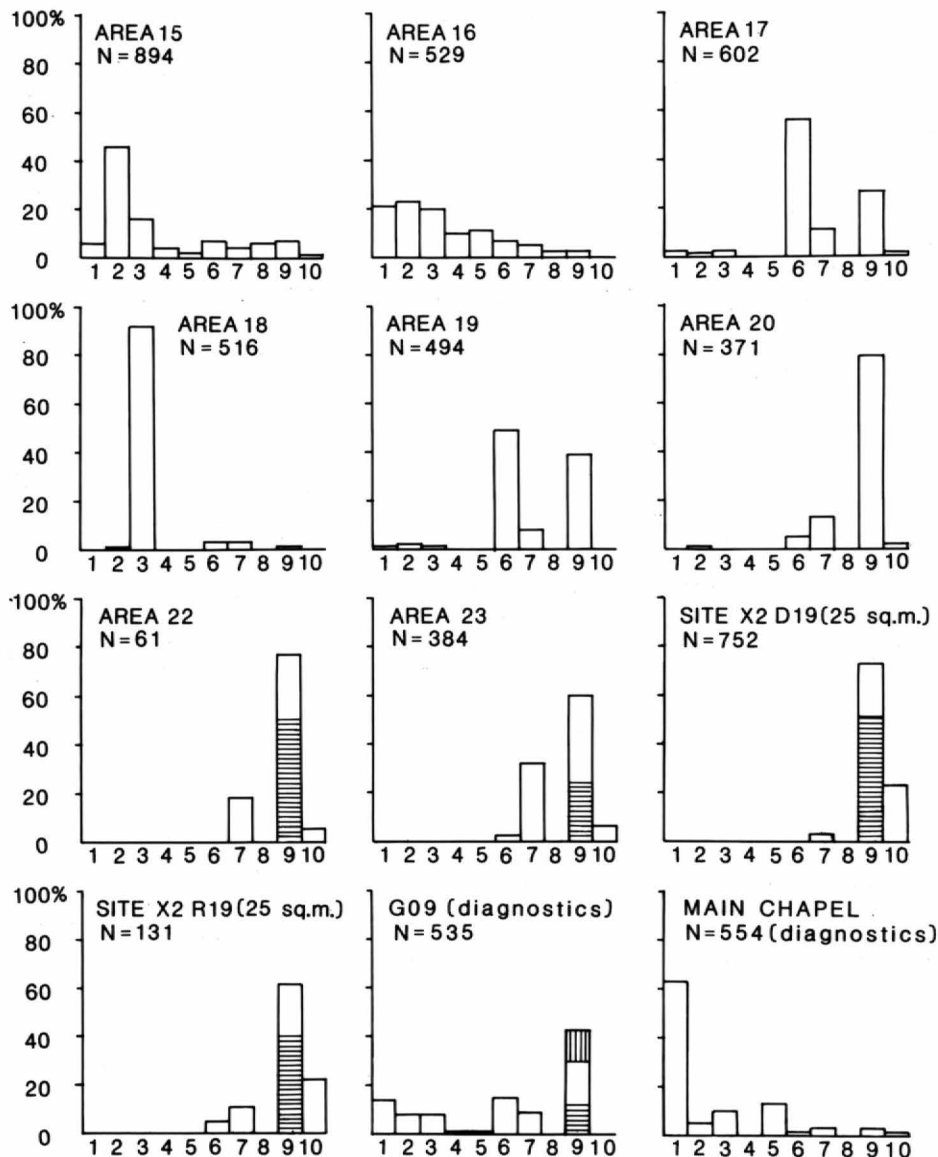 100%
80
60
40
20
0
AREA 15
N=894
1 2 3 4 5 6 7 8 9 10
AREA 16
N=529
1 2 3 4 5 6 7 8 9 10
AREA 17
N=602
1 2 3 4 5 6 7 8 9 10
100%
80
60
40
20
0
AREA 18
N=516
1 2 3 4 5 6 7 8 9 10
AREA 19
N=494
1 2 3 4 5 6 7 8 9 10
AREA 20
N=371
1 2 3 4 5 6 7 8 9 10
100%
80
60
40
20
0
AREA 22
N=61
1 2 3 4 5 6 7 8 9 10
AREA 23
N=384
1 2 3 4 5 6 7 8 9 10
SITE X2 D19(25 sq.m.)
N=752
1 2 3 4 5 6 7 8 9 10
100%
80
60
40
20
0
SITE X2 R19(25 sq.m.)
N=131
1 2 3 4 5 6 7 8 9 10
G09 (diagnostics)
N=535
1 2 3 4 5 6 7 8 9 10
MAIN CHAPEL
N=554(diagnostics)
1 2 3 4 5 6 7 8 9 10